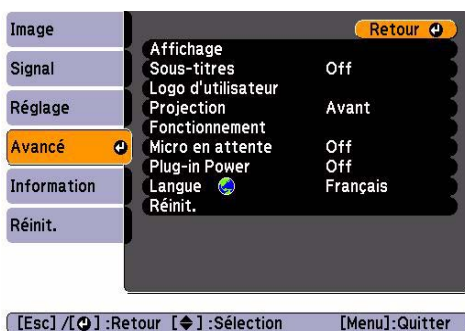 Image
Signal
Réglage
Avancé
Information
Réinit.
Retour
Affichage
Sous-titres Off
Logo d'utilisateur
Projection Avant
Fonctionnement
Micro en attente Off
Plug-in Power Off
Langue Français
Réinit.
[Esc] /[ ] :Retour [ ] :Sélection [Menu]:Quitter